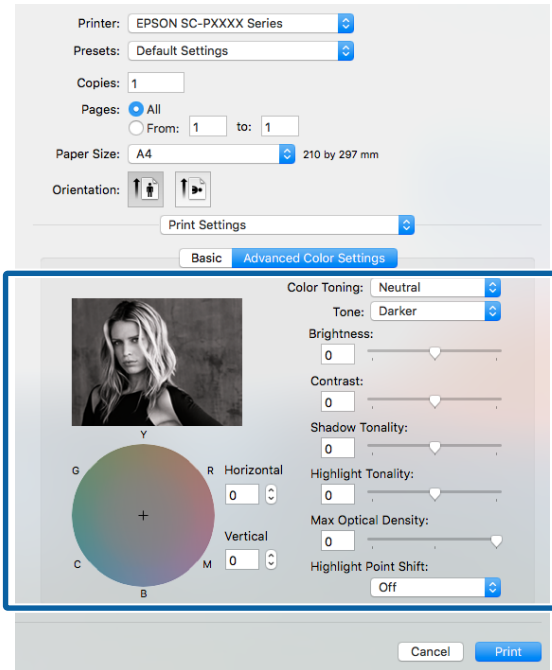 Printer: EPSON SC-PXXXX Series
Presets: Default Settings
Copies: 1
Pages: All
From: 1 to: 1
Paper Size: A4 210 by 297 mm
Orientation:
Print Settings
Basic Advanced Color Settings
Color Toning: Neutral
Tone: Darker
Brightness:
0
Contrast:
0
Shadow Tonality:
0
Highlight Tonality:
0
Max Optical Density:
0
Highlight Point Shift:
Off
Y
G R
C M
B
Horizontal
0
Vertical
0
Cancel Print